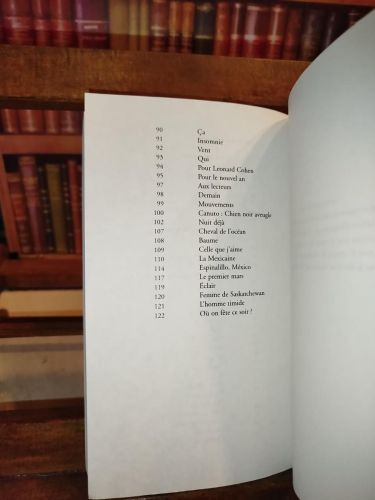 90 Ça
91 Insomnie
92 Vent
93 Qui
94 Pour Leonard Cohen
95 Pour le nouvel an
97 Aux lecteurs
98 Demain
99 Mouvements
100 Canuto : Chien noir aveugle
102 Nuit déjà
107 Cheval de l'océan
108 Baume
109 Celle que j'aime
110 La Mexicaine
114 Espinalillo, México
117 Le premier mars
119 Éclair
120 Femme de Saskatchewan
121 L'homme timide
122 Où on fête ce soir ?